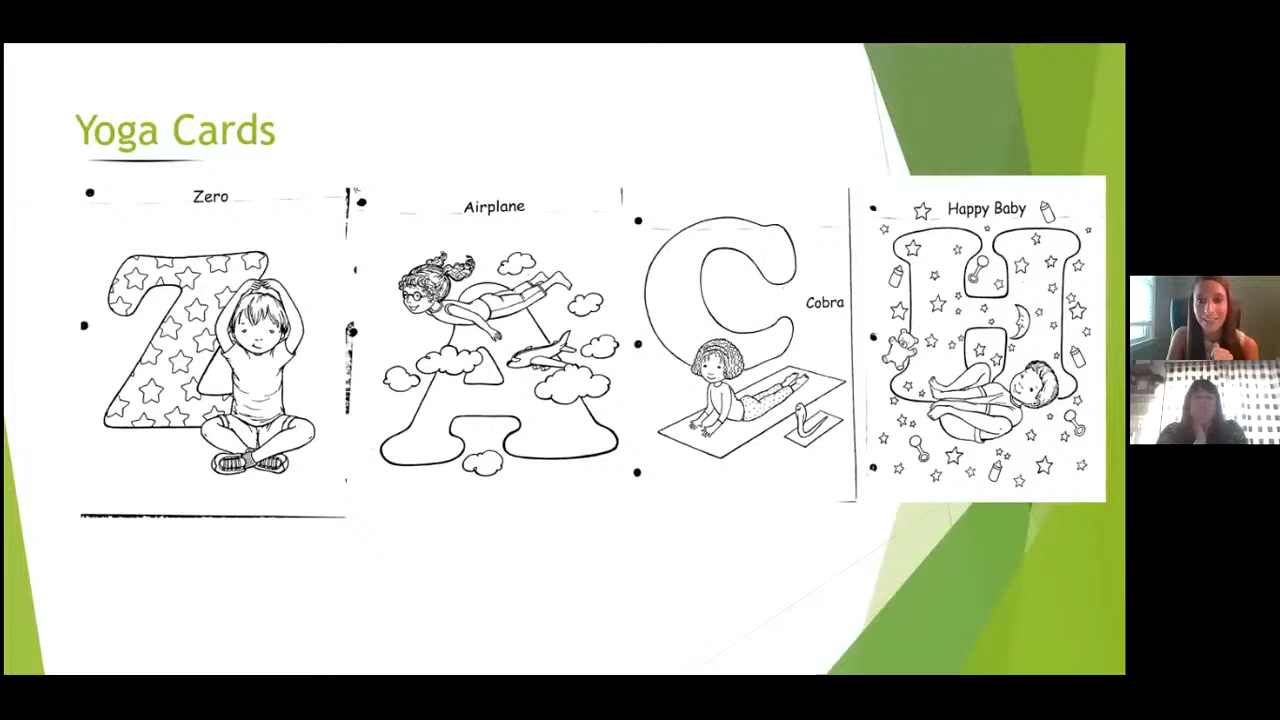 Yoga Cards
Zero
Airplane
Cobra
Happy Baby
Z
A
C
H